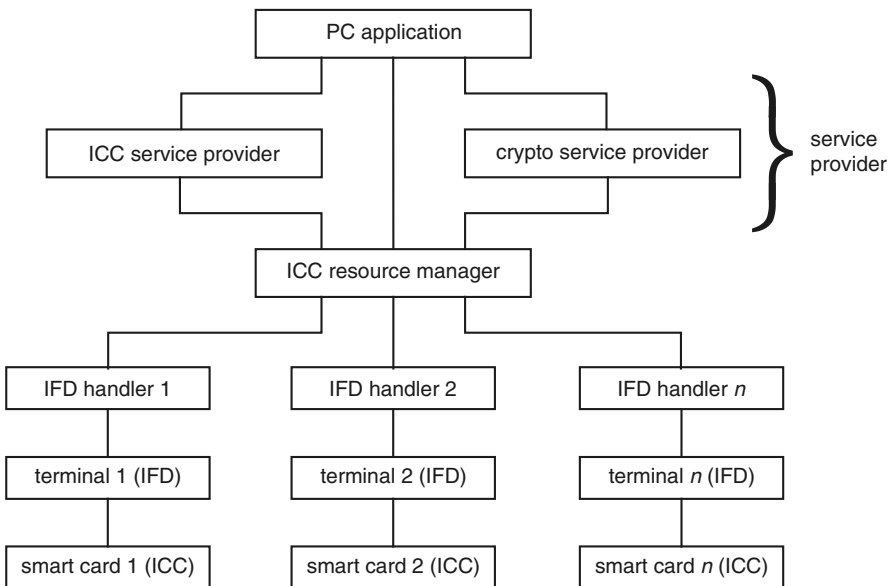 PC application
ICC service provider
crypto service provider
service
provider
ICC resource manager
IFD handler 1
IFD handler 2
IFD handler n
terminal 1 (IFD)
terminal 2 (IFD)
terminal n (IFD)
smart card 1 (ICC)
smart card 2 (ICC)
smart card n (ICC)